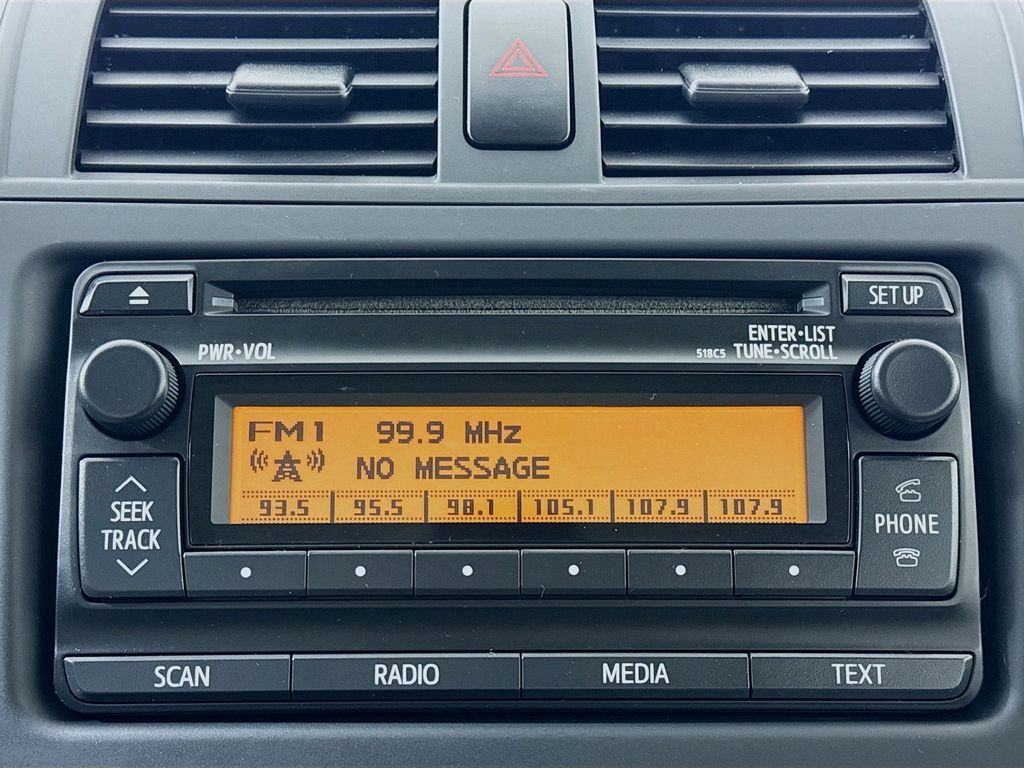 SET UP
ENTER•LIST
PWR•VOL
518C5 TUNE•SCROLL
FM1 99.9 MHz
NO MESSAGE
93.5 95.5 98.1 105.1 107.9 107.9
SEEK
TRACK
PHONE
SCAN RADIO MEDIA TEXT